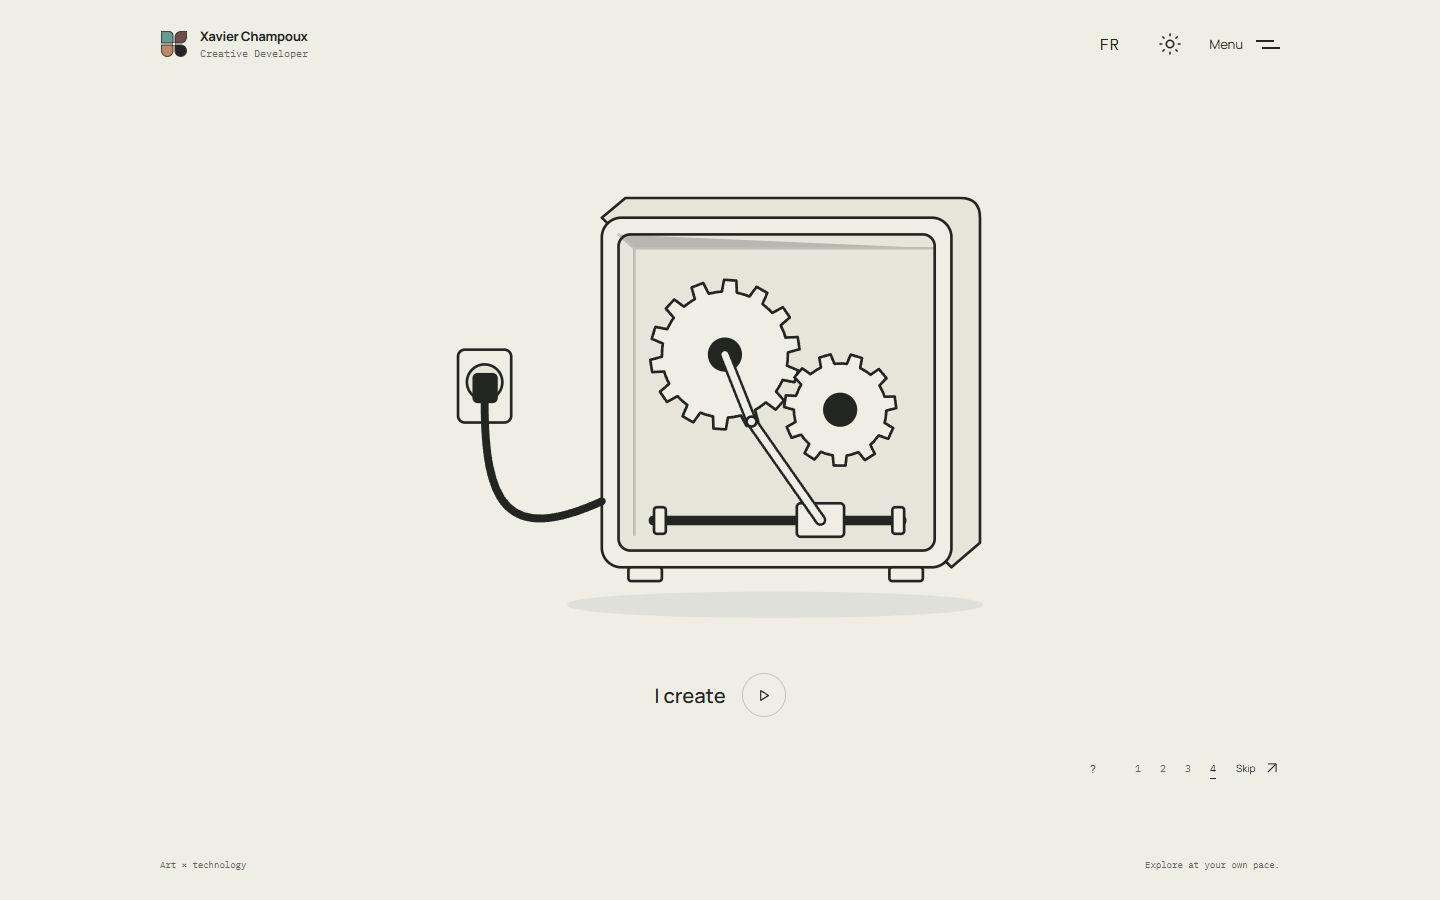 Xavier Champoux
Creative Developer
FR
Menu
I create
? 1 2 3 4 Skip
Art × technology
Explore at your own pace.